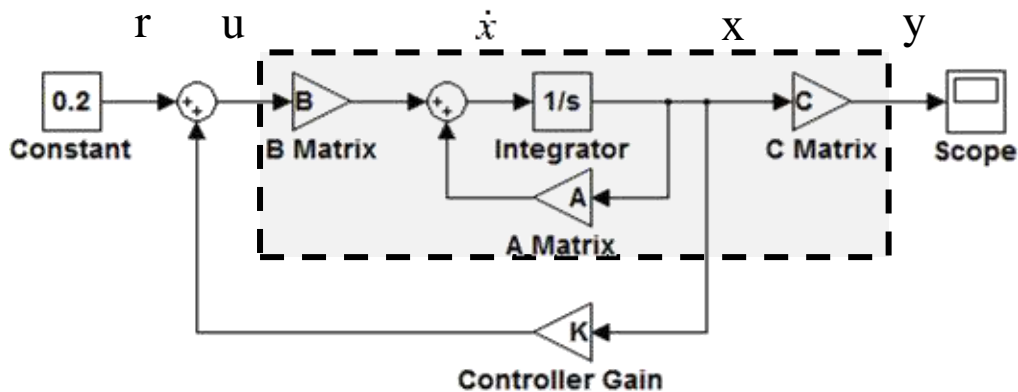 r u ẋ x y
0.2 + + B + + 1/s C
Constant B Matrix Integrator C Matrix Scope
A
A Matrix
K
Controller Gain